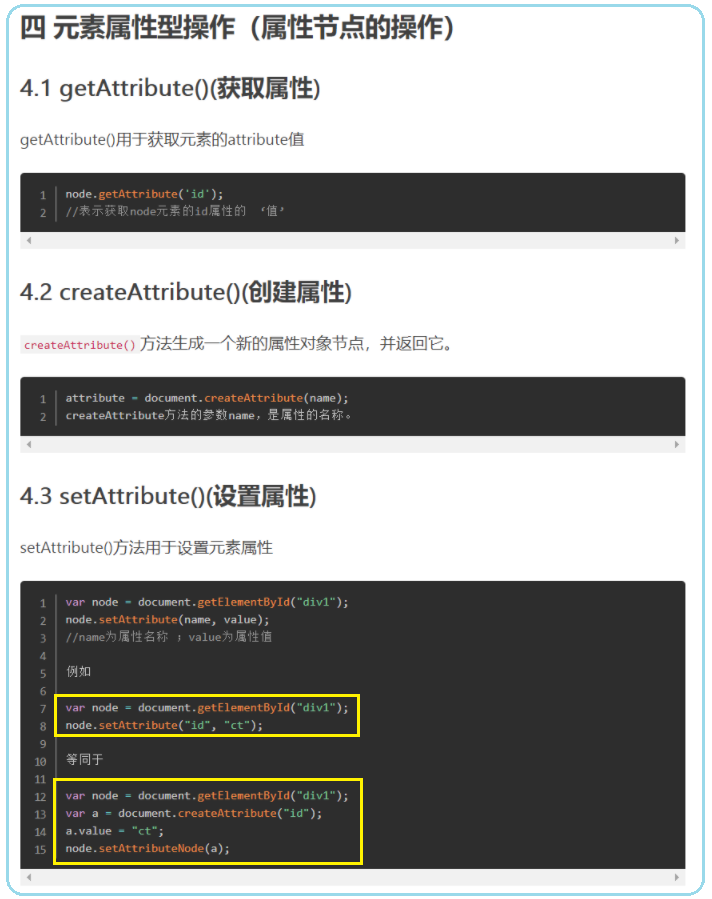 四 元素属性型操作（属性节点的操作）
4.1 getAttribute()(获取属性)
getAttribute()用于获取元素的attribute值
1 node.getAttribute('id');
2 //表示获取node元素的id属性的 ‘值’
4.2 createAttribute()(创建属性)
createAttribute() 方法生成一个新的属性对象节点，并返回它。
1 attribute = document.createAttribute(name);
2 createAttribute方法的参数name，是属性的名称。
4.3 setAttribute()(设置属性)
setAttribute()方法用于设置元素属性
1 var node = document.getElementById("div1");
2 node.setAttribute(name, value);
3 //name为属性名称 ；value为属性值
4
5 例如
6
7 var node = document.getElementById("div1");
8 node.setAttribute("id", "ct");
9
10 等同于
11
12 var node = document.getElementById("div1");
13 var a = document.createAttribute("id");
14 a.value = "ct";
15 node.setAttributeNode(a);